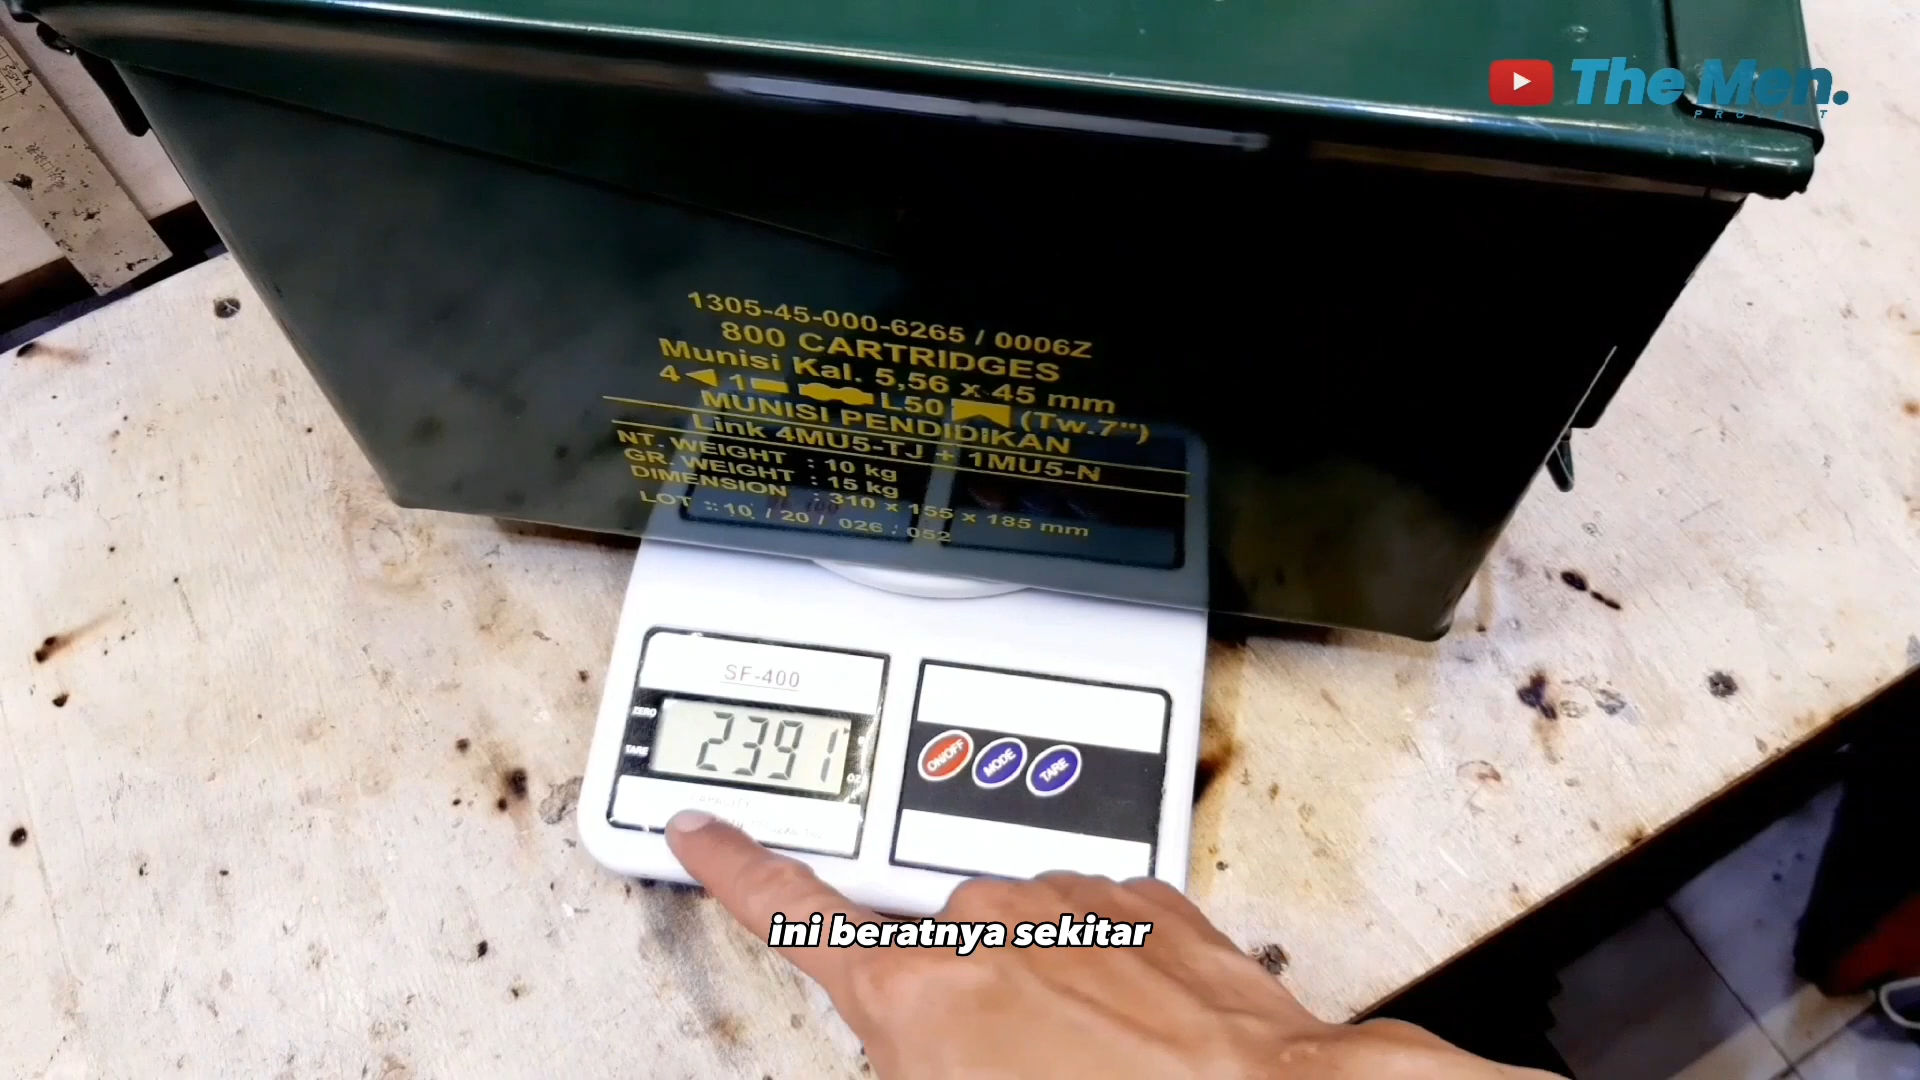 The Men.
PROJECT
1305-45-000-6265 / 0006Z
800 CARTRIDGES
Munisi Kal. 5,56 x 45 mm
4 1 L50 (Tw.7")
MUNISI PENDIDIKAN
Link 4MU5-TJ + 1MU5-N
NT. WEIGHT : 10 kg
GR. WEIGHT : 15 kg
DIMENSION : 310 x 155 x 185 mm
LOT : 10 / 20 / 026 : 052
SF-400
ZERO
TARE
2391
OZ
ON/OFF
MODE
TARE
ini beratnya sekitar